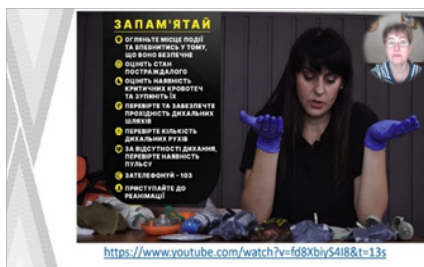 ЗАПАМ'ЯТАЙ
ОГЛЯНЬТЕ МІСЦЕ ПОДІЇ
ТА ВПЕВНИТИСЬ У ТОМУ,
ЩО ВОНО БЕЗПЕЧНЕ
ОЦІНІТЬ СТАН
ПОСТРАЖДАЛОГО
ОЦІНІТЬ НАЯВНІСТЬ
КРИТИЧНИХ КРОВОТЕЧ
ТА ЗУПИНІТЬ ЇХ
ПЕРЕВІРТЕ ТА ЗАБЕЗПЕЧТЕ
ПРОХІДНІСТЬ ДИХАЛЬНИХ
ШЛЯХІВ
ПЕРЕВІРТЕ КІЛЬКІСТЬ
ДИХАЛЬНИХ РУХІВ
ЗА ВІДСУТНОСТІ ДИХАННЯ,
ПЕРЕВІРТЕ НАЯВНІСТЬ
ПУЛЬСУ
ЗАТЕЛЕФОНУЙ - 103
ПРИСТУПАЙТЕ ДО
РЕАНІМАЦІЇ
https://www.youtube.com/watch?v=fd8XbiyS4I8&t=13s